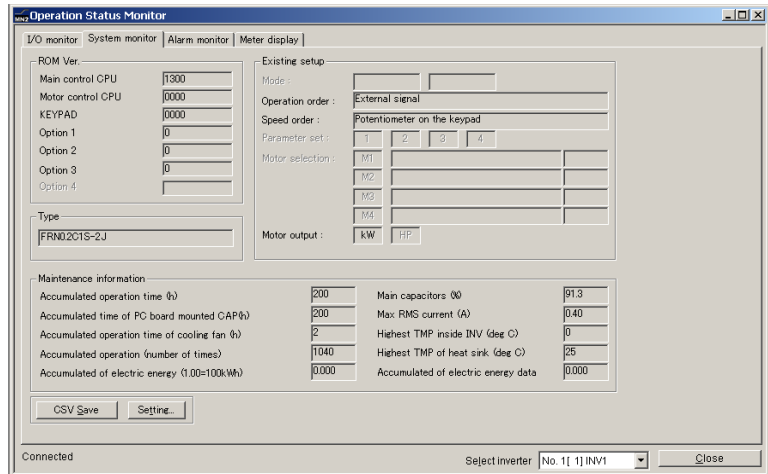 MN2 Operation Status Monitor
I/O monitor System monitor Alarm monitor Meter display
ROM Ver.
Main control CPU 1300
Motor control CPU 0000
KEYPAD 0000
Option 1 0
Option 2 0
Option 3 0
Option 4
Type
FRN0.2C1S-2J
Existing setup
Mode :
Operation order : External signal
Speed order : Potentiometer on the keypad
Parameter set : 1 2 3 4
Motor selection : M1
M2
M3
M4
Motor output : kW HP
Maintenance information
Accumulated operation time (h) 200 Main capacitors (%) 91.3
Accumulated time of PC board mounted CAP(h) 200 Max RMS current (A) 0.40
Accumulated operation time of cooling fan (h) 2 Highest TMP inside INV (deg C) 0
Accumulated operation (number of times) 1040 Highest TMP of heat sink (deg C) 25
Accumulated of electric energy (1.00=100kWh) 0.000 Accumulated of electric energy data 0.000
CSV Save Setting...
Connected Select inverter No. 1[ 1] INV1 Close